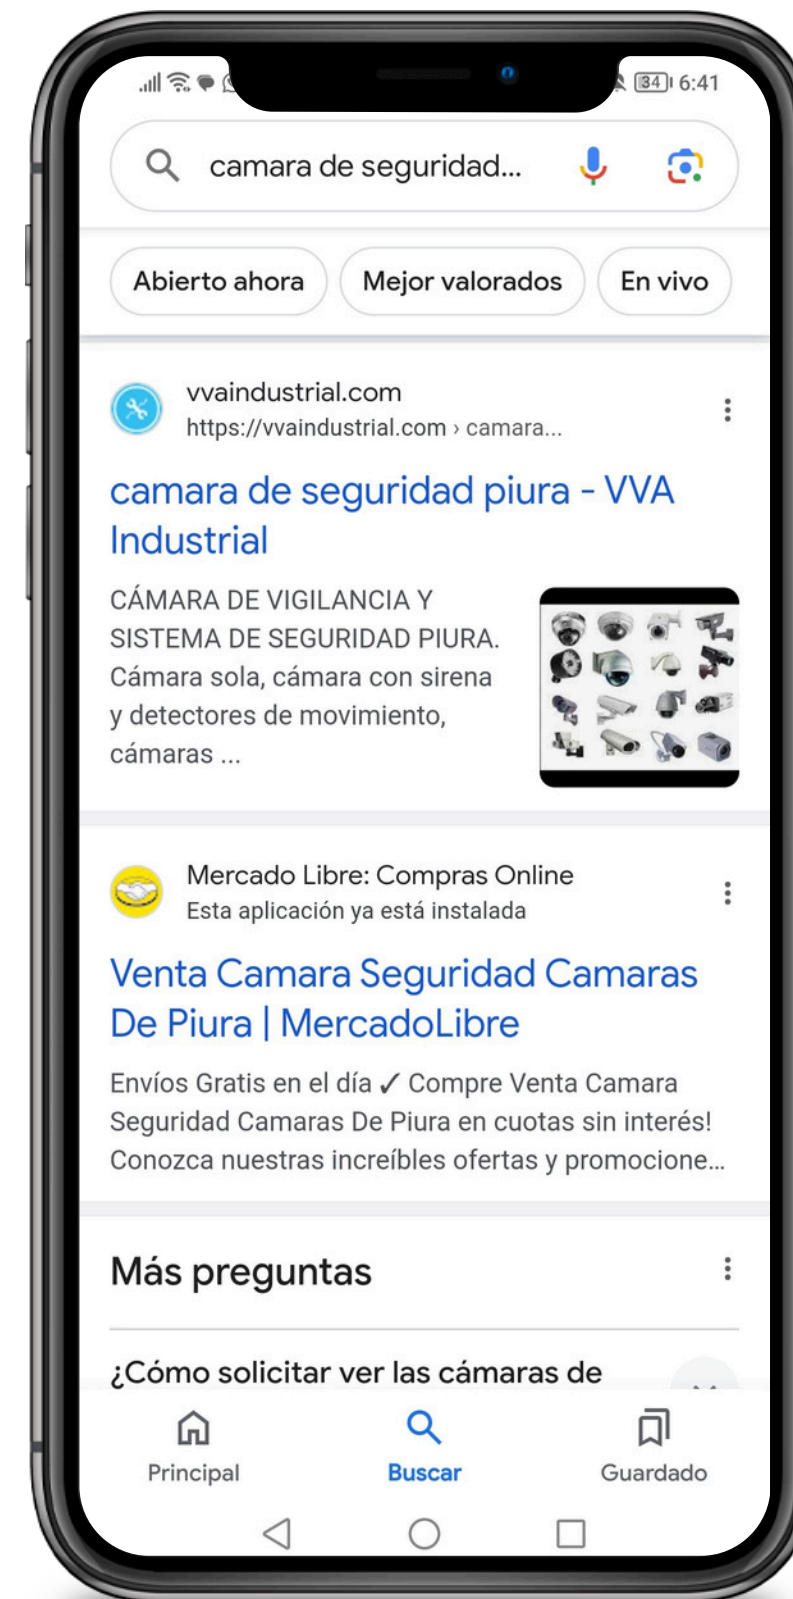 34 6:41
camara de seguridad...
Abierto ahora
Mejor valorados
En vivo
vvaindustrial.com
https://vvaindustrial.com › camara...
camara de seguridad piura - VVA
Industrial
CÁMARA DE VIGILANCIA Y
SISTEMA DE SEGURIDAD PIURA.
Cámara sola, cámara con sirena
y detectores de movimiento,
cámaras ...
Mercado Libre: Compras Online
Esta aplicación ya está instalada
Venta Camara Seguridad Camaras
De Piura | MercadoLibre
Envíos Gratis en el día ✓ Compre Venta Camara
Seguridad Camaras De Piura en cuotas sin interés!
Conozca nuestras increíbles ofertas y promocione...
Más preguntas
¿Cómo solicitar ver las cámaras de
Principal
Buscar
Guardado